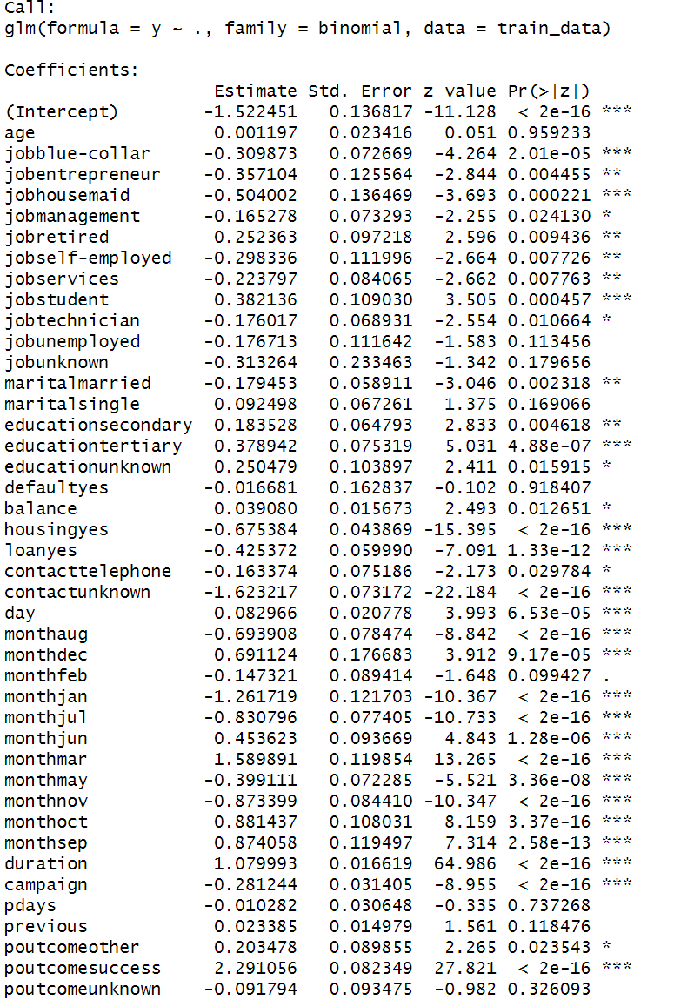 Call:
glm(formula = y ~ ., family = binomial, data = train_data)
Coefficients:
Estimate Std. Error z value Pr(>|z|)
(Intercept) -1.522451 0.136817 -11.128 < 2e-16 ***
age 0.001197 0.023416 0.051 0.959233
jobblue-collar -0.309873 0.072669 -4.264 2.01e-05 ***
jobentrepreneur -0.357104 0.125564 -2.844 0.004455 **
jobhousemaid -0.504002 0.136469 -3.693 0.000221 ***
jobmanagement -0.165278 0.073293 -2.255 0.024130 *
jobretired 0.252363 0.097218 2.596 0.009436 **
jobself-employed -0.298336 0.111996 -2.664 0.007726 **
jobservices -0.223797 0.084065 -2.662 0.007763 **
jobstudent 0.382136 0.109030 3.505 0.000457 ***
jobtechnician -0.176017 0.068931 -2.554 0.010664 *
jobunemployed -0.176713 0.111642 -1.583 0.113456
jobunknown -0.313264 0.233463 -1.342 0.179656
maritalmarried -0.179453 0.058911 -3.046 0.002318 **
maritalsingle 0.092498 0.067261 1.375 0.169066
educationsecondary 0.183528 0.064793 2.833 0.004618 **
educationtertiary 0.378942 0.075319 5.031 4.88e-07 ***
educationunknown 0.250479 0.103897 2.411 0.015915 *
defaultyes -0.016681 0.162837 -0.102 0.918407
balance 0.039080 0.015673 2.493 0.012651 *
housingyes -0.675384 0.043869 -15.395 < 2e-16 ***
loanyes -0.425372 0.059990 -7.091 1.33e-12 ***
contacttelephone -0.163374 0.075186 -2.173 0.029784 *
contactunknown -1.623217 0.073172 -22.184 < 2e-16 ***
day 0.082966 0.020778 3.993 6.53e-05 ***
monthaug -0.693908 0.078474 -8.842 < 2e-16 ***
monthdec 0.691124 0.176683 3.912 9.17e-05 ***
monthfeb -0.147321 0.089414 -1.648 0.099427 .
monthjan -1.261719 0.121703 -10.367 < 2e-16 ***
monthjul -0.830796 0.077405 -10.733 < 2e-16 ***
monthjun 0.453623 0.093669 4.843 1.28e-06 ***
monthmar 1.589891 0.119854 13.265 < 2e-16 ***
monthmay -0.399111 0.072285 -5.521 3.36e-08 ***
monthnov -0.873399 0.084410 -10.347 < 2e-16 ***
monthoct 0.881437 0.108031 8.159 3.37e-16 ***
monthsep 0.874058 0.119497 7.314 2.58e-13 ***
duration 1.079993 0.016619 64.986 < 2e-16 ***
campaign -0.281244 0.031405 -8.955 < 2e-16 ***
pdays -0.010282 0.030648 -0.335 0.737268
previous 0.023385 0.014979 1.561 0.118476
poutcomeother 0.203478 0.089855 2.265 0.023543 *
poutcomesuccess 2.291056 0.082349 27.821 < 2e-16 ***
poutcomeunknown -0.091794 0.093475 -0.982 0.326093